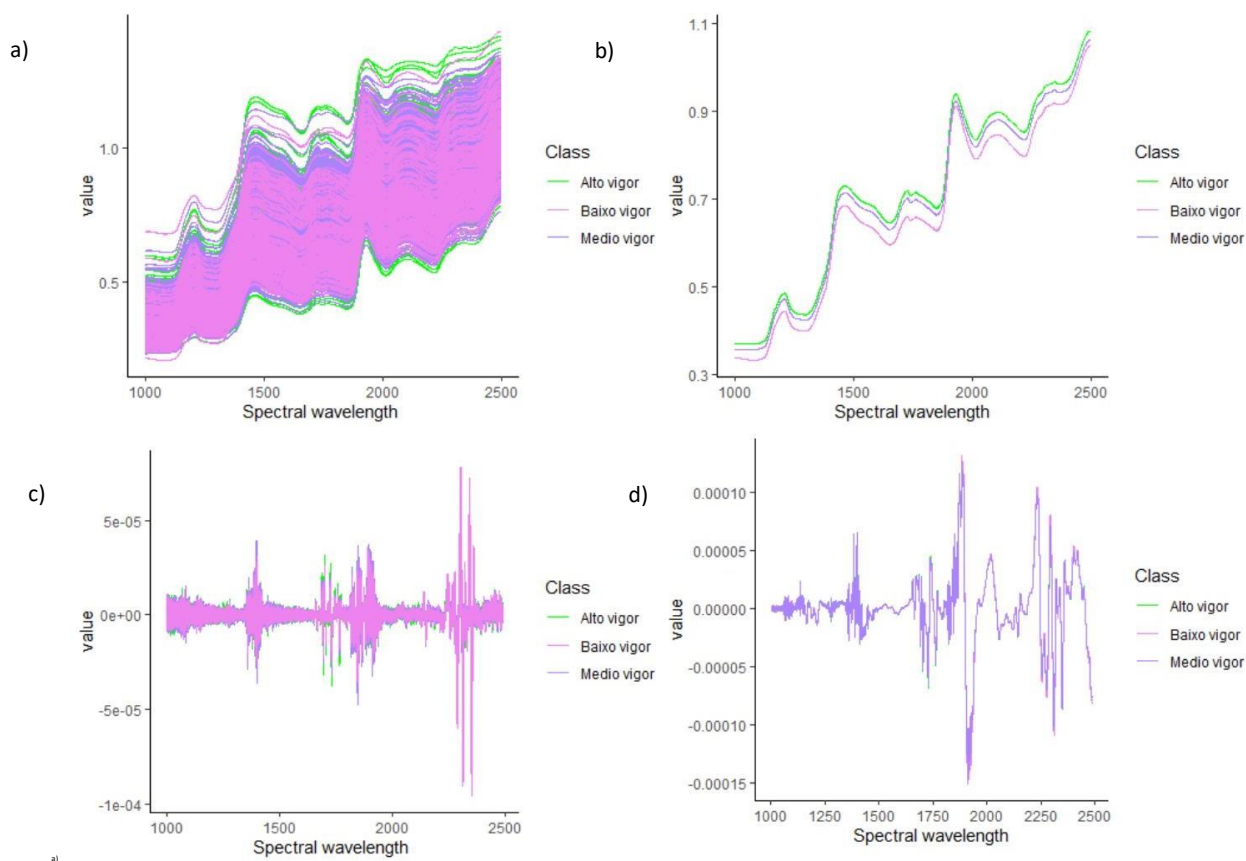 a)
value
1.0
0.5
1000 1500 2000 2500
Spectral wavelength
Class
Alto vigor
Baixo vigor
Medio vigor
b)
value
1.1
0.9
0.7
0.5
0.3
1000 1500 2000 2500
Spectral wavelength
Class
Alto vigor
Baixo vigor
Medio vigor
c)
value
5e-05
0e+00
-5e-05
-1e-04
1000 1500 2000 2500
Spectral wavelength
Class
Alto vigor
Baixo vigor
Medio vigor
d)
value
0.00010
0.00005
0.00000
-0.00005
-0.00010
-0.00015
1000 1250 1500 1750 2000 2250 2500
Spectral wavelength
Class
Alto vigor
Baixo vigor
Medio vigor
a)